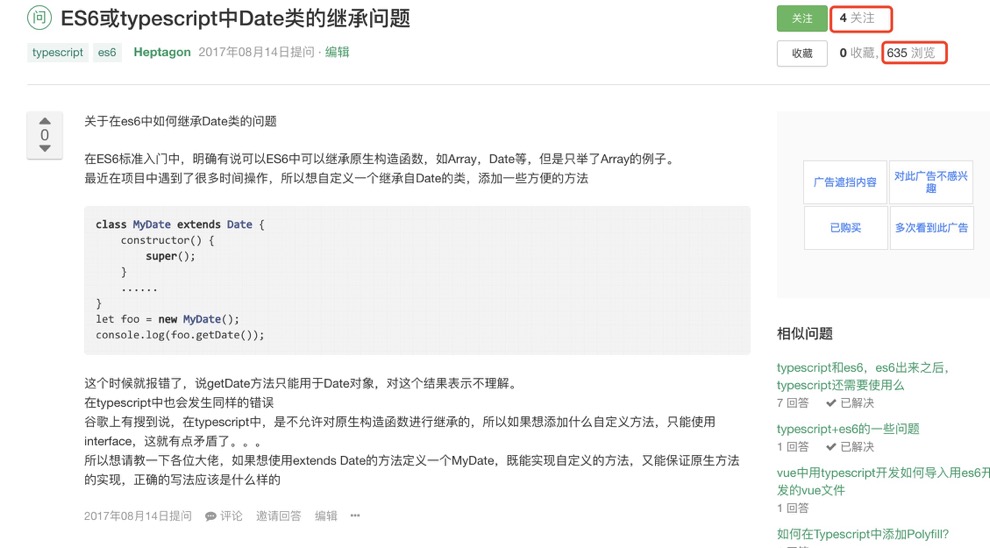 问 ES6或typescript中Date类的继承问题
关注 4 关注
typescript es6 Heptagon 2017年08月14日提问 · 编辑
收藏 0 收藏, 635 浏览
0
关于在es6中如何继承Date类的问题
在ES6标准入门中，明确有说可以ES6中可以继承原生构造函数，如Array，Date等，但是只举了Array的例子。
最近在项目中遇到了很多时间操作，所以想自定义一个继承自Date的类，添加一些方便的方法
class MyDate extends Date {
constructor() {
super();
}
......
}
let foo = new MyDate();
console.log(foo.getDate());
这个时候就报错了，说getDate方法只能用于Date对象，对这个结果表示不理解。
在typescript中也会发生同样的错误
谷歌上有搜到说，在typescript中，是不允许对原生构造函数进行继承的，所以如果想添加什么自定义方法，只能使用
interface，这就有点矛盾了。。。
所以想请教一下各位大佬，如果想使用extends Date的方法定义一个MyDate，既能实现自定义的方法，又能保证原生方法
的实现，正确的写法应该是什么样的
2017年08月14日提问 评论 邀请回答 编辑 •••
广告遮挡内容
对此广告不感兴
趣
已购买
多次看到此广告
相似问题
typescript和es6，es6出来之后，
typescript还需要使用么
7 回答 ✔ 已解决
typescript+es6的一些问题
1 回答 ✔ 已解决
vue中用typescript开发如何导入用es6开
发的vue文件
1 回答
如何在Typescript中添加Polyfill?